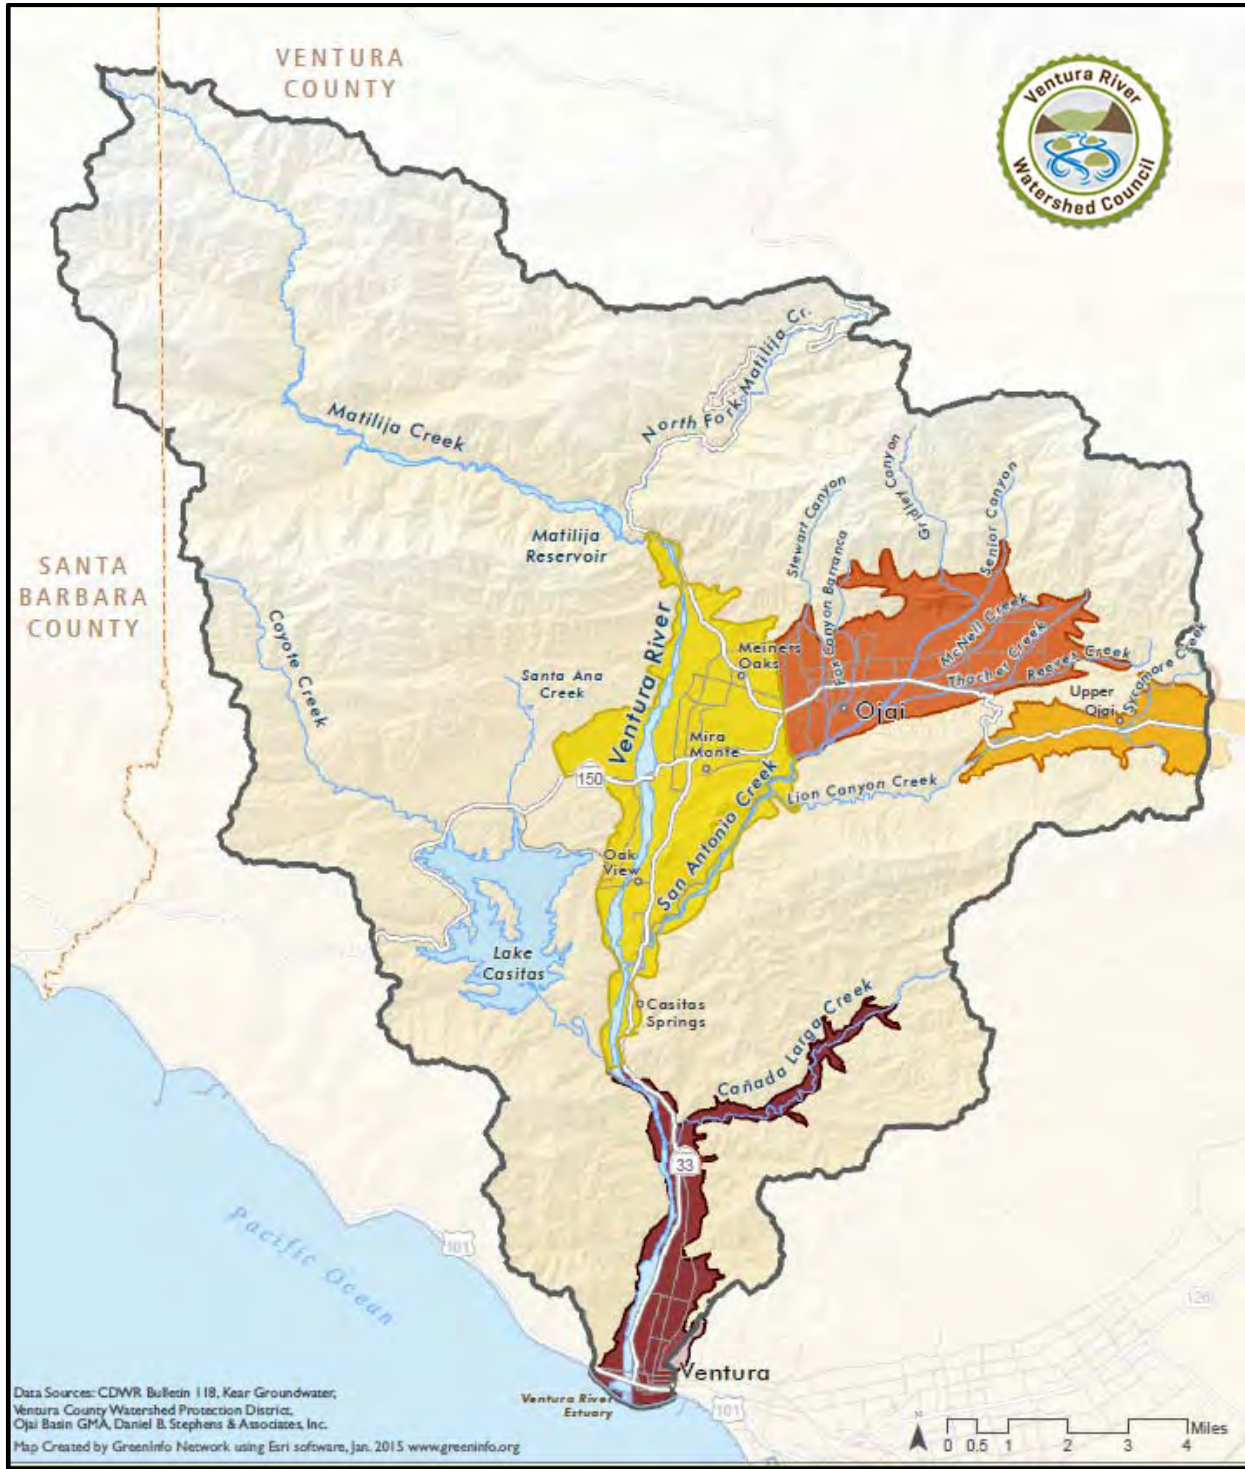 VENTURA
COUNTY
Ventura River
Watershed Council
North Fork Matilija Cr.
Matilija Creek
Gridley Canyon
Senior Canyon
Stewart Canyon
Fox Canyon Barranca
Matilija
Reservoir
SANTA
BARBARA
COUNTY
Coyote Creek
Santa Ana
Creek
Ventura River
Meiners
Oaks
McNell Creek
Thacher Creek
Reeves Creek
Sycamore Creek
Upper
Ojai
Ojai
Mira
Monte
150
Lion Canyon Creek
San Antonio Creek
Oak
View
Lake
Casitas
Casitas
Springs
Cañada Larga Creek
33
Pacific Ocean
101
126
Ventura
Ventura River
Estuary
101
Data Sources: CDWR Bulletin 118, Kear Groundwater,
Ventura County Watershed Protection District,
Ojai Basin GMA, Daniel B. Stephens & Associates, Inc.
Map Created by GreenInfo Network using Esri software, Jan. 2015 www.greeninfo.org
N
Miles
0 0.5 1 2 3 4